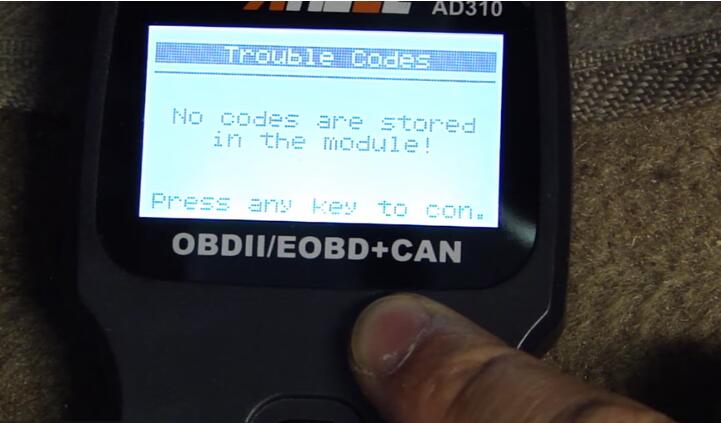 AD310
Trouble Codes
No codes are stored
in the module!
Press any key to con.
OBDII/EOBD+CAN